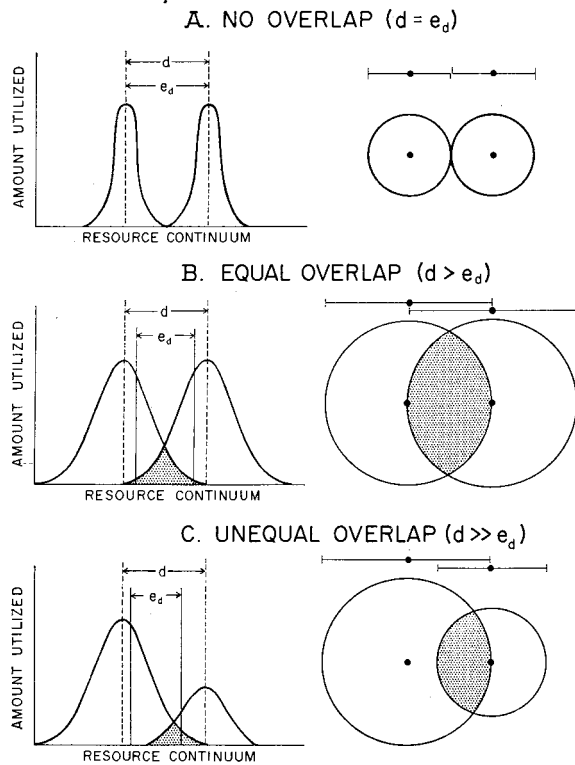 A. NO OVERLAP (d = e_d)
d
e_d
AMOUNT UTILIZED
RESOURCE CONTINUUM
B. EQUAL OVERLAP (d > e_d)
d
e_d
AMOUNT UTILIZED
RESOURCE CONTINUUM
C. UNEQUAL OVERLAP (d >> e_d)
d
e_d
AMOUNT UTILIZED
RESOURCE CONTINUUM